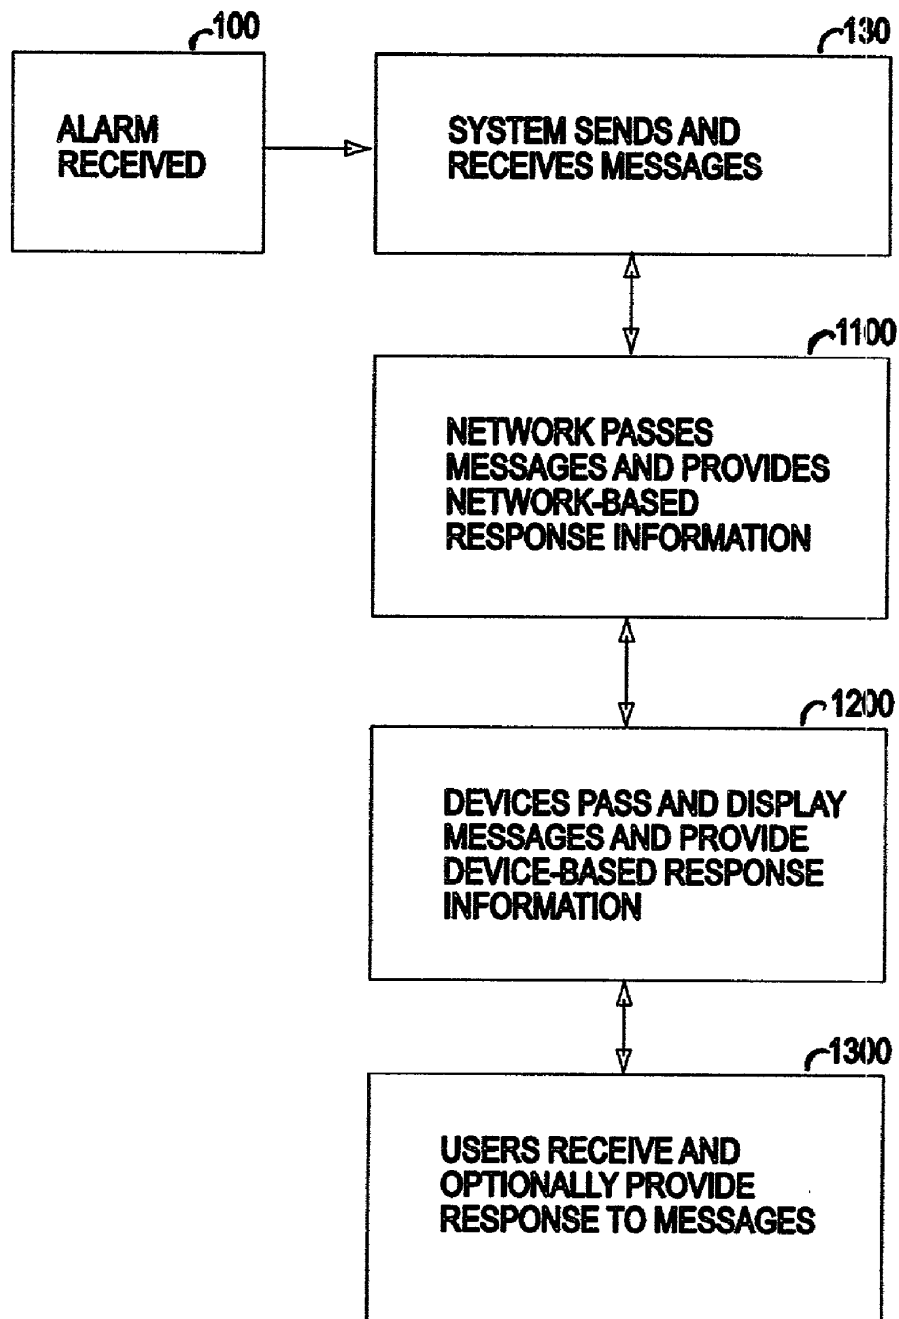 100
ALARM
RECEIVED
130
SYSTEM SENDS AND
RECEIVES MESSAGES
1100
NETWORK PASSES
MESSAGES AND PROVIDES
NETWORK-BASED
RESPONSE INFORMATION
1200
DEVICES PASS AND DISPLAY
MESSAGES AND PROVIDE
DEVICE-BASED RESPONSE
INFORMATION
1300
USERS RECEIVE AND
OPTIONALLY PROVIDE
RESPONSE TO MESSAGES